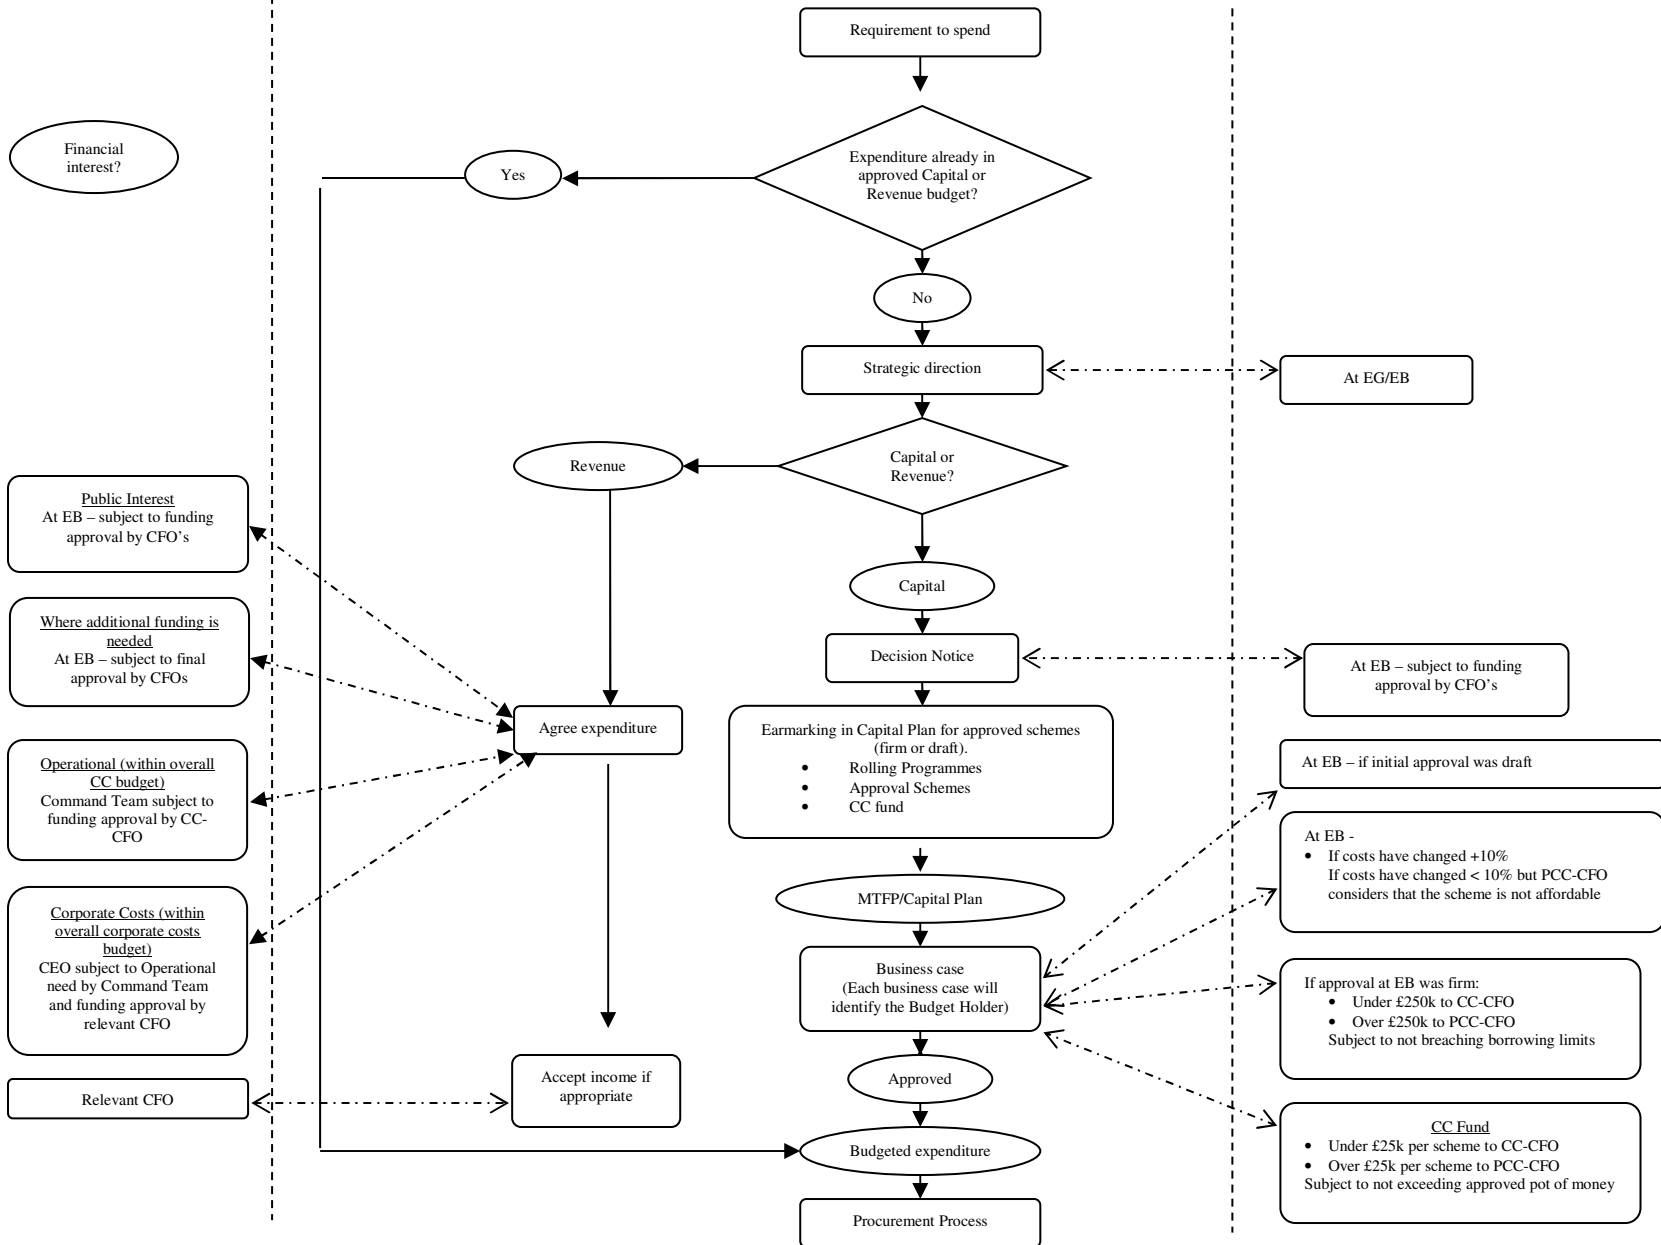 Requirement to spend
Financial
interest?
Yes
Expenditure already in
approved Capital or
Revenue budget?
No
Strategic direction
At EG/EB
Revenue
Capital or
Revenue?
Public Interest
At EB – subject to funding
approval by CFO’s
Capital
Where additional funding is
needed
At EB – subject to final
approval by CFOs
Decision Notice
At EB – subject to funding
approval by CFO’s
Agree expenditure
Earmarking in Capital Plan for approved schemes
(firm or draft).
• Rolling Programmes
• Approval Schemes
• CC fund
Operational (within overall
CC budget)
Command Team subject to
funding approval by CC-
CFO
At EB – if initial approval was draft
At EB -
• If costs have changed +10%
If costs have changed < 10% but PCC-CFO
considers that the scheme is not affordable
MTFP/Capital Plan
Corporate Costs (within
overall corporate costs
budget)
CEO subject to Operational
need by Command Team
and funding approval by
relevant CFO
Business case
(Each business case will
identify the Budget Holder)
If approval at EB was firm:
• Under £250k to CC-CFO
• Over £250k to PCC-CFO
Subject to not breaching borrowing limits
Approved
Relevant CFO
Accept income if
appropriate
Budgeted expenditure
CC Fund
• Under £25k per scheme to CC-CFO
• Over £25k per scheme to PCC-CFO
Subject to not exceeding approved pot of money
Procurement Process